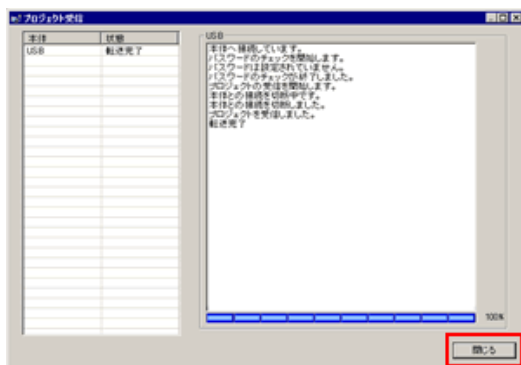 プロジェクト受信
本体 状態
USB 転送完了
USB
本体へ接続しています。
パスワードのチェックを開始します。
パスワードは設定されていません。
パスワードのチェックが終了しました。
プロジェクトの受信を開始します。
本体との接続を切断中です。
本体との接続を切断しました。
プロジェクトを受信しました。
転送完了
100%
閉じる